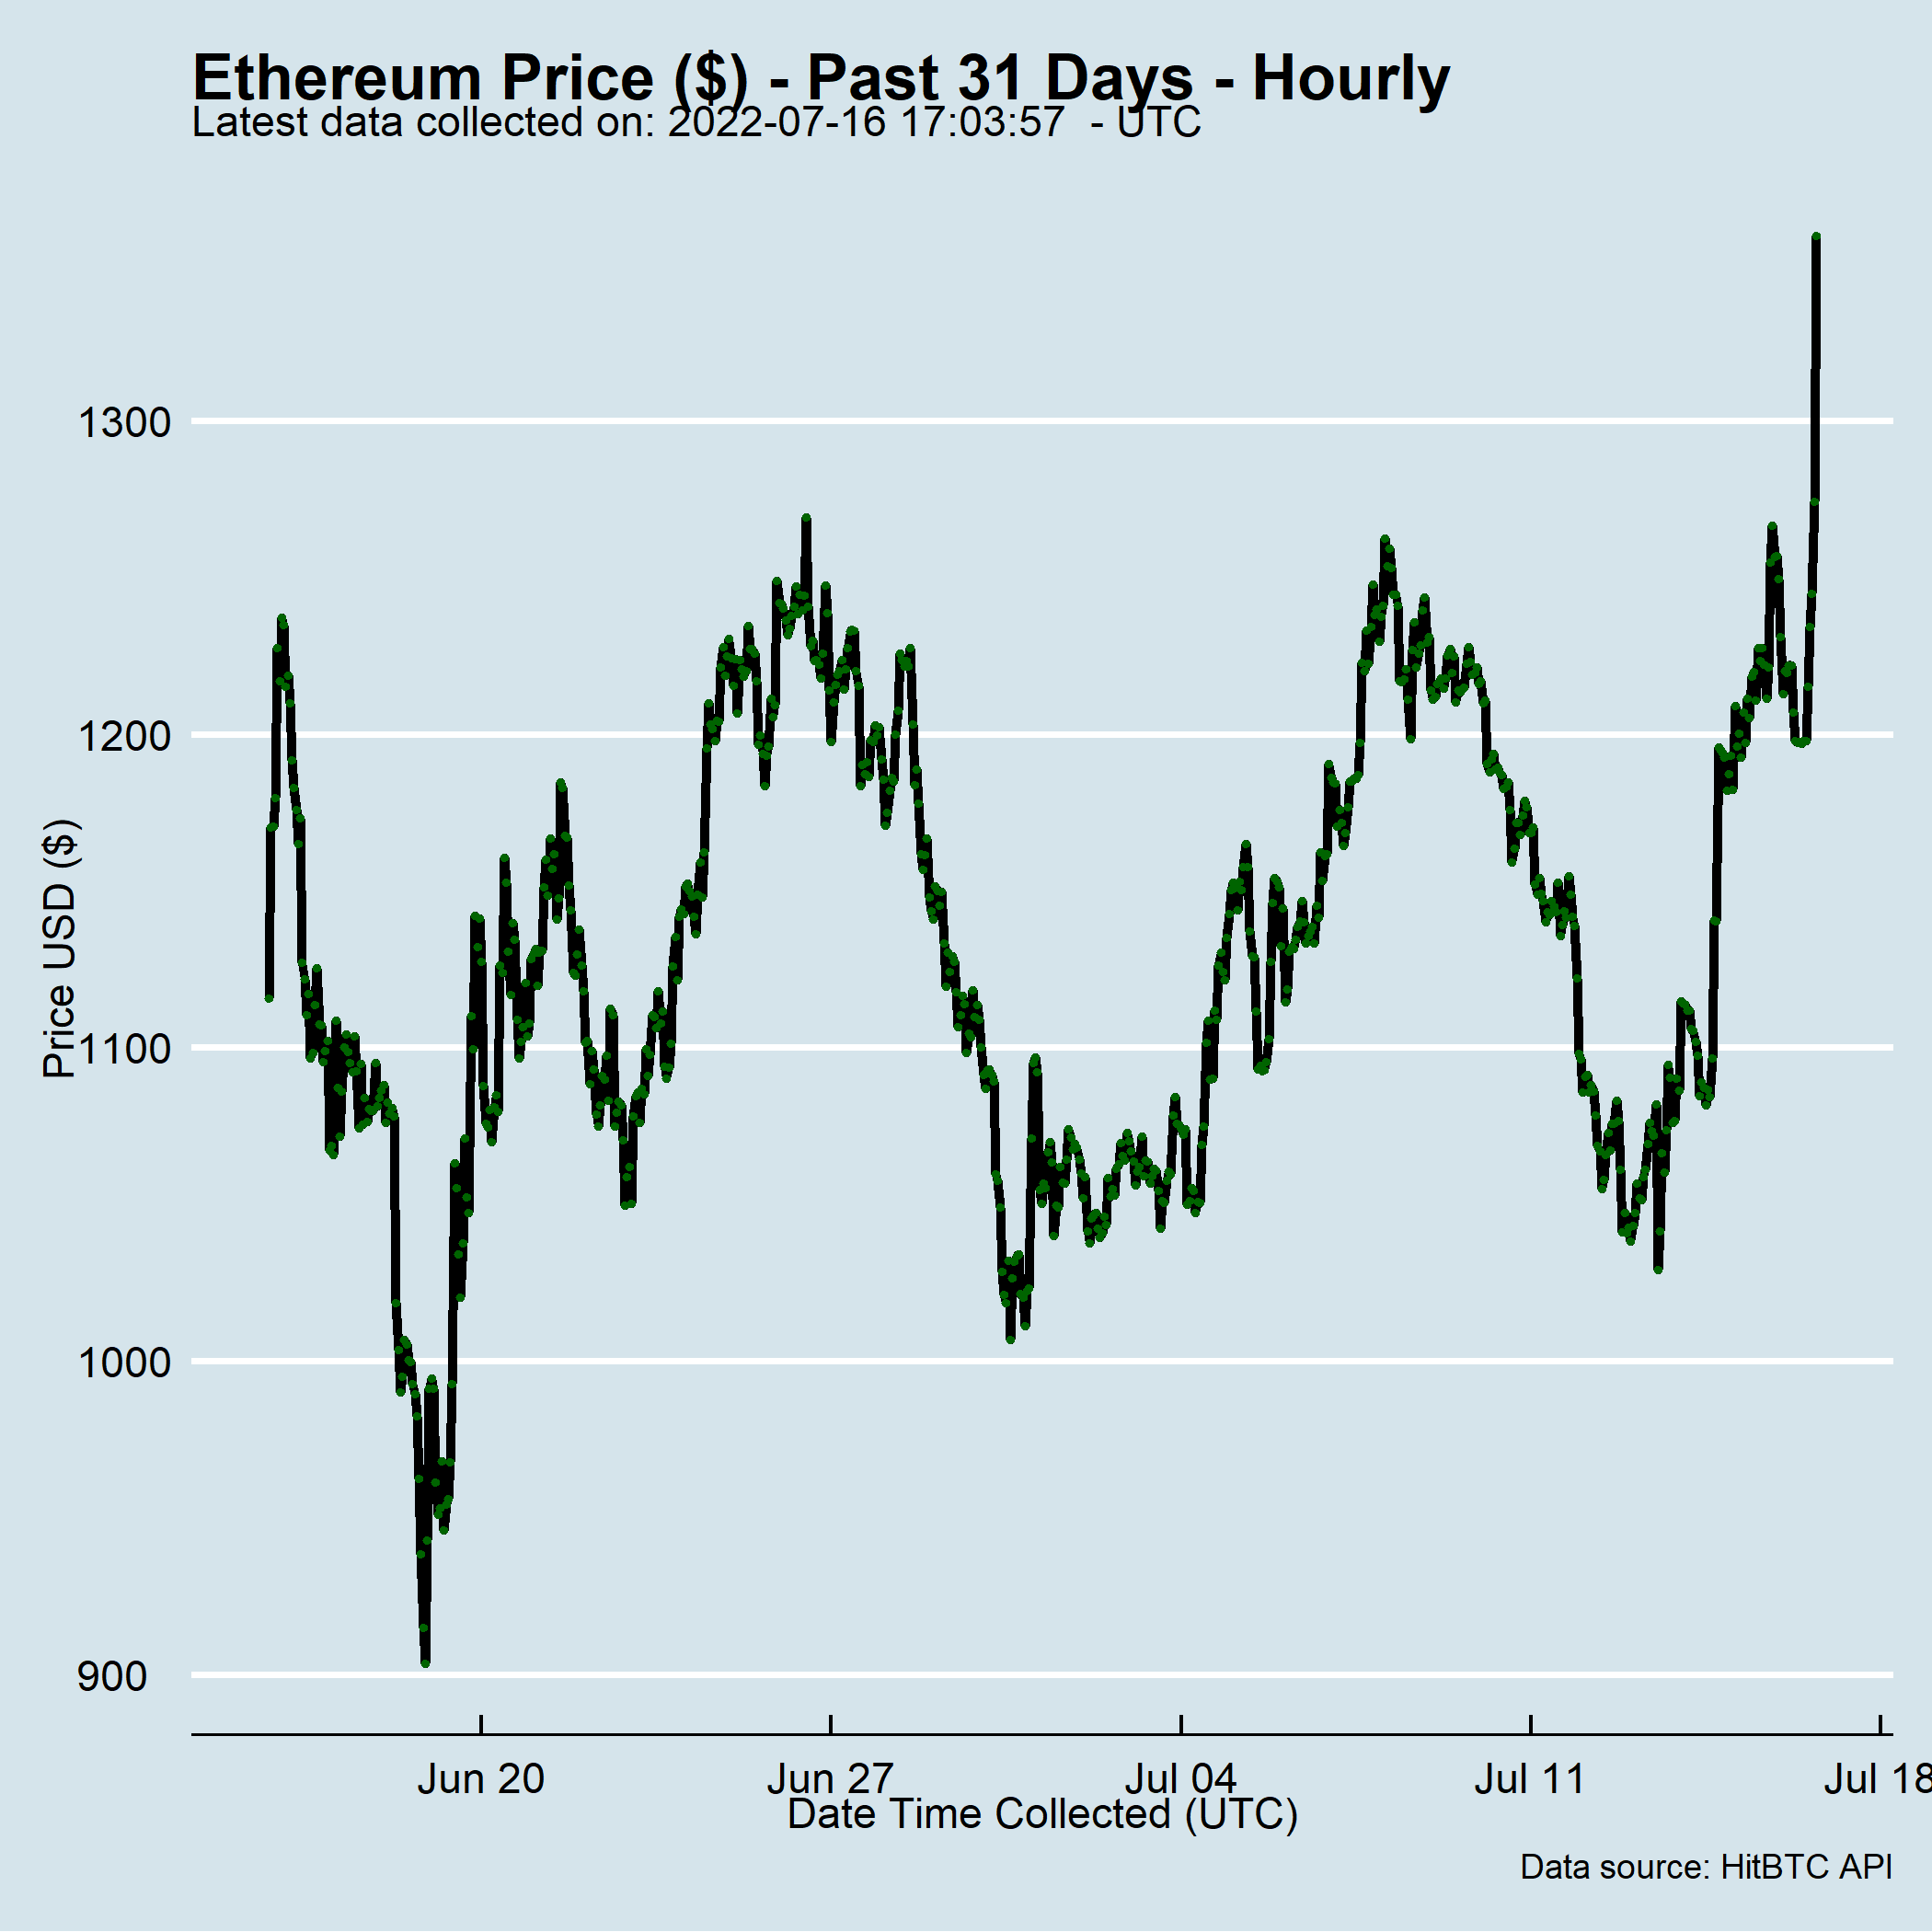 Ethereum Price ($) - Past 31 Days - Hourly
Latest data collected on: 2022-07-16 17:03:57  - UTC
1300
1200
1100
1000
900
Price USD ($)
Jun 20
Jun 27
Jul 04
Jul 11
Jul 18
Date Time Collected (UTC)
Data source: HitBTC API